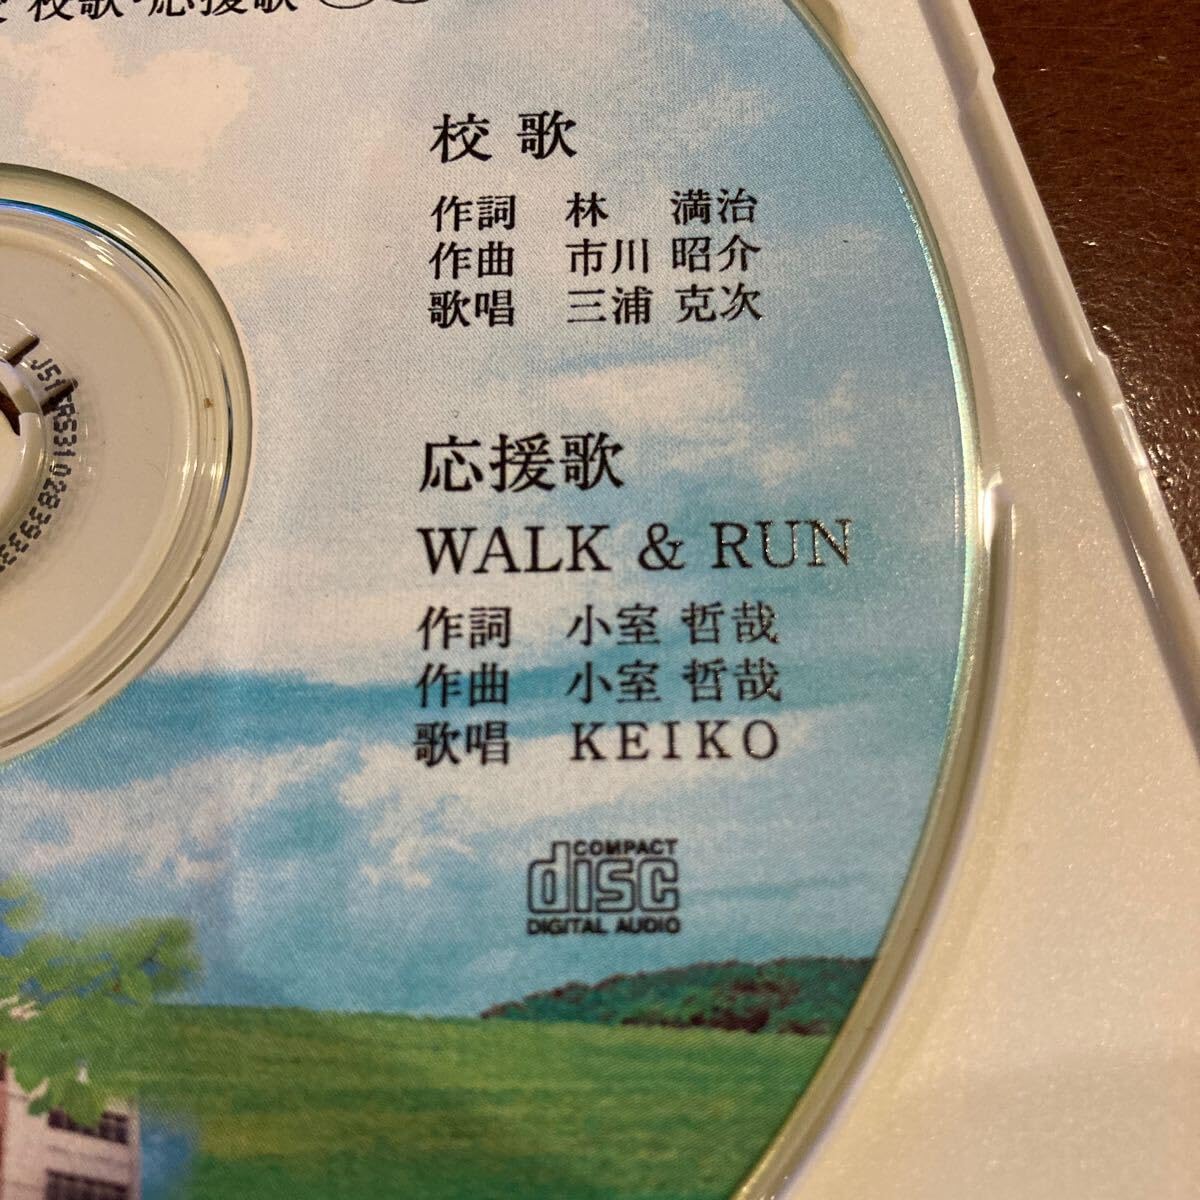 校歌・応援歌
校 歌
作詞 林 満治
作曲 市川 昭介
歌唱 三浦 克次
応援歌
WALK & RUN
作詞 小室 哲哉
作曲 小室 哲哉
歌唱 KEIKO
COMPACT
disc
DIGITAL AUDIO